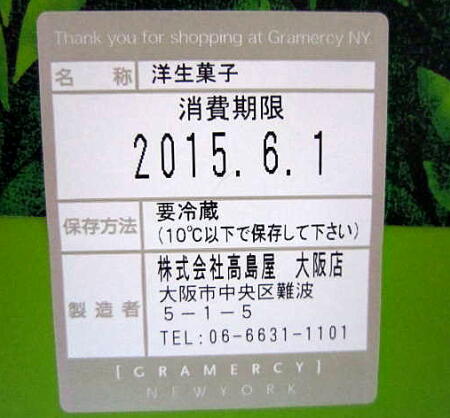 Thank you for shopping at Gramercy NY.
名 称 洋生菓子
消費期限
2015.6.1
保存方法 要冷蔵
(10℃以下で保存して下さい)
製造者 株式会社高島屋 大阪店
大阪市中央区難波
5-1-5
TEL:06-6631-1101
[GRAMERCY]
NEWYORK